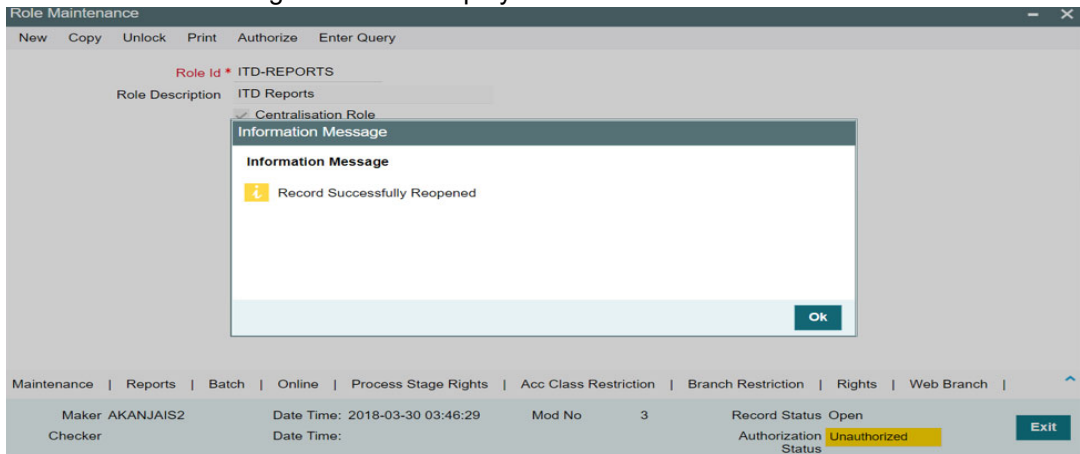 Role Maintenance
New Copy Unlock Print Authorize Enter Query
Role Id * ITD-REPORTS
Role Description ITD Reports
Centralisation Role
Information Message
Information Message
Record Successfully Reopened
Ok
Maintenance | Reports | Batch | Online | Process Stage Rights | Acc Class Restriction | Branch Restriction | Rights | Web Branch |
Maker AKANJAIS2 Date Time: 2018-03-30 03:46:29 Mod No 3 Record Status Open
Checker Date Time: Authorization Status Unauthorized
Exit